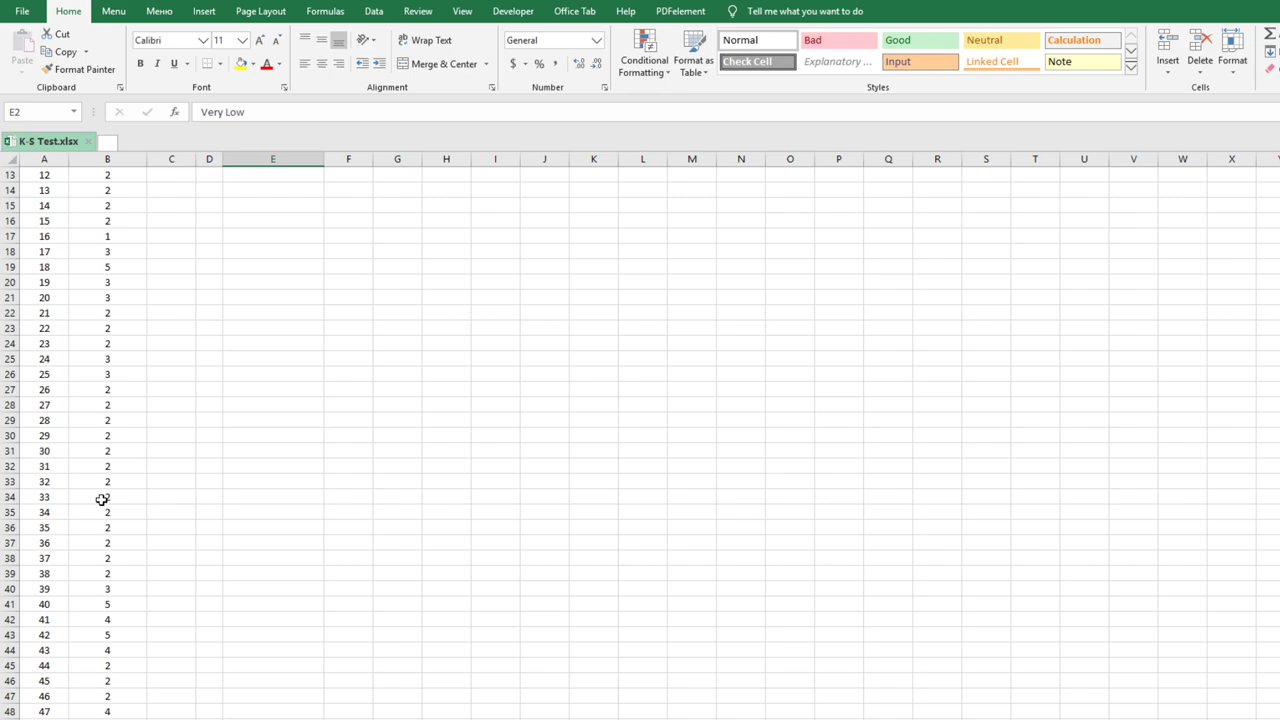 File Home Menu Меню Insert Page Layout Formulas Data Review View Developer Office Tab Help PDFelement Tell me what you want to do
Cut Calibri 11 Wrap Text General Normal Bad Good Neutral Calculation
Paste Copy Conditional Formatting Format as Table Insert Delete Format
Format Painter B I U A Merge & Center $ % Check Cell Explanatory ... Input Linked Cell Note
Clipboard Font Alignment Number Styles Cells
E2 fx Very Low
K-S Test.xlsx
A B C D E F G H I J K L M N O P Q R S T U V W X
13 12 2
14 13 2
15 14 2
16 15 2
17 16 1
18 17 3
19 18 5
20 19 3
21 20 3
22 21 2
23 22 2
24 23 2
25 24 3
26 25 3
27 26 2
28 27 2
29 28 2
30 29 2
31 30 2
32 31 2
33 32 2
34 33 2
35 34 2
36 35 2
37 36 2
38 37 2
39 38 2
40 39 3
41 40 5
42 41 4
43 42 5
44 43 4
45 44 2
46 45 2
47 46 2
48 47 4